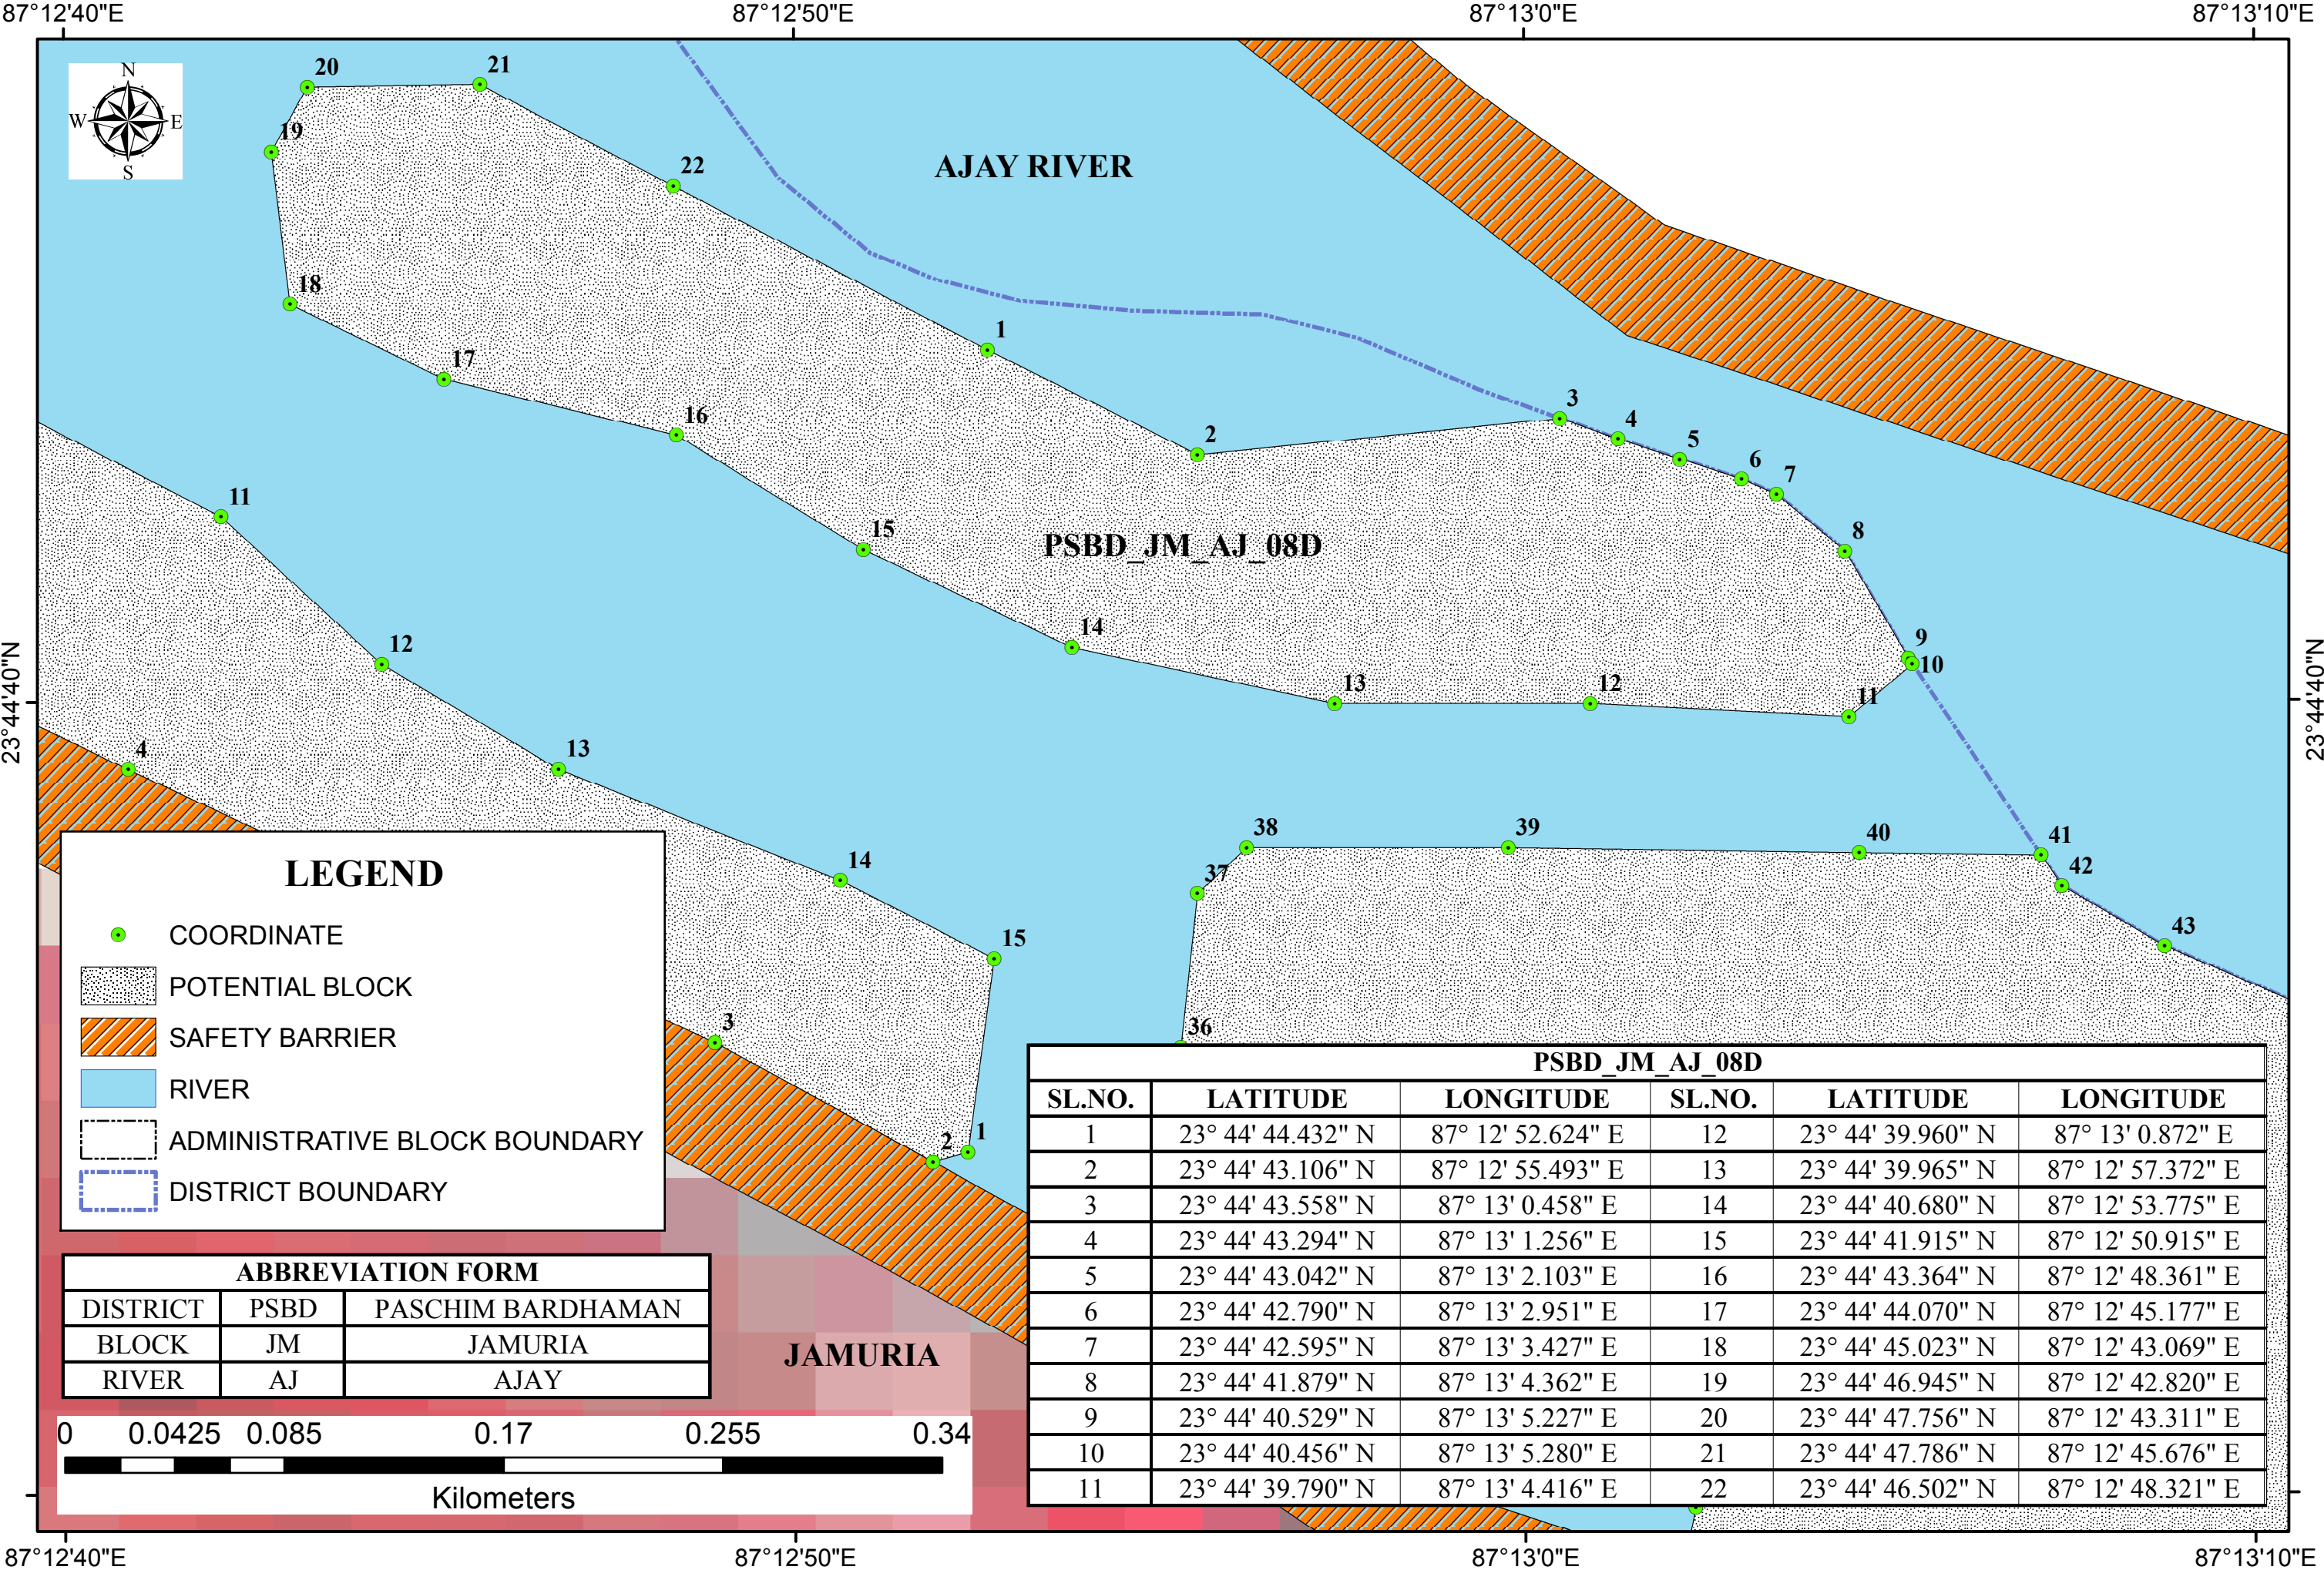 87°12'40"E 87°12'50"E 87°13'0"E 87°13'10"E
N
W E
S
20 21
19
22
AJAY RIVER
18
1
17
16
2
3
4
5
6
7
8
15
PSBD_JM_AJ_08D
14
9
10
13
12
11
11
12
13
4
14
15
3
2
1
38
39
40
41
37
42
43
36
23°44'40"N
23°44'40"N
LEGEND
COORDINATE
POTENTIAL BLOCK
SAFETY BARRIER
RIVER
ADMINISTRATIVE BLOCK BOUNDARY
DISTRICT BOUNDARY
ABBREVIATION FORM
DISTRICT PSBD PASCHIM BARDHAMAN
BLOCK JM JAMURIA
RIVER AJ AJAY
JAMURIA
0 0.0425 0.085 0.17 0.255 0.34
Kilometers
PSBD_JM_AJ_08D
SL.NO. LATITUDE LONGITUDE SL.NO. LATITUDE LONGITUDE
1 23° 44' 44.432" N 87° 12' 52.624" E 12 23° 44' 39.960" N 87° 13' 0.872" E
2 23° 44' 43.106" N 87° 12' 55.493" E 13 23° 44' 39.965" N 87° 12' 57.372" E
3 23° 44' 43.558" N 87° 13' 0.458" E 14 23° 44' 40.680" N 87° 12' 53.775" E
4 23° 44' 43.294" N 87° 13' 1.256" E 15 23° 44' 41.915" N 87° 12' 50.915" E
5 23° 44' 43.042" N 87° 13' 2.103" E 16 23° 44' 43.364" N 87° 12' 48.361" E
6 23° 44' 42.790" N 87° 13' 2.951" E 17 23° 44' 44.070" N 87° 12' 45.177" E
7 23° 44' 42.595" N 87° 13' 3.427" E 18 23° 44' 45.023" N 87° 12' 43.069" E
8 23° 44' 41.879" N 87° 13' 4.362" E 19 23° 44' 46.945" N 87° 12' 42.820" E
9 23° 44' 40.529" N 87° 13' 5.227" E 20 23° 44' 47.756" N 87° 12' 43.311" E
10 23° 44' 40.456" N 87° 13' 5.280" E 21 23° 44' 47.786" N 87° 12' 45.676" E
11 23° 44' 39.790" N 87° 13' 4.416" E 22 23° 44' 46.502" N 87° 12' 48.321" E
87°12'40"E 87°12'50"E 87°13'0"E 87°13'10"E